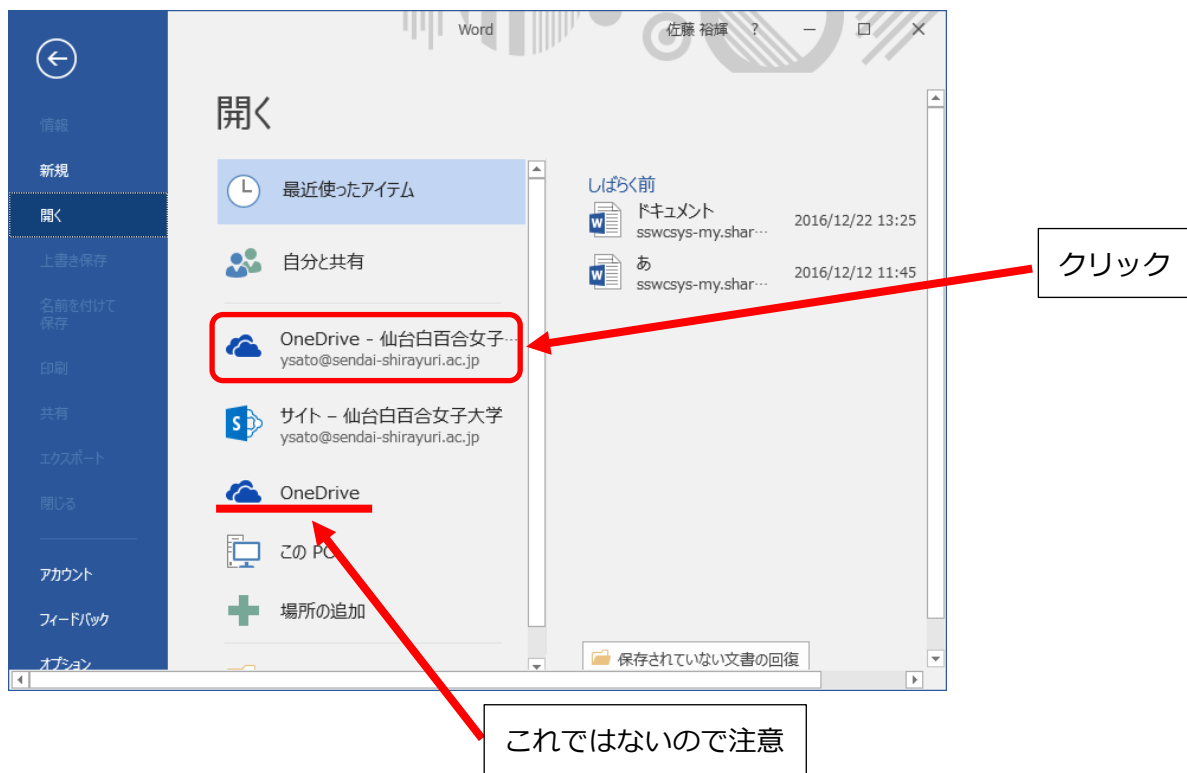 Word
佐藤 裕輝 ?
情報
新規
開く
上書き保存
名前を付けて
保存
印刷
共有
エクスポート
閉じる
アカウント
フィードバック
オプション
開く
最近使ったアイテム
自分と共有
OneDrive - 仙台白百合女子…
ysato@sendai-shirayuri.ac.jp
サイト – 仙台白百合女子大学
ysato@sendai-shirayuri.ac.jp
OneDrive
この PC
場所の追加
しばらく前
ドキュメント
sswcsys-my.shar…
2016/12/22 13:25
あ
sswcsys-my.shar…
2016/12/12 11:45
保存されていない文書の回復
クリック
これではないので注意